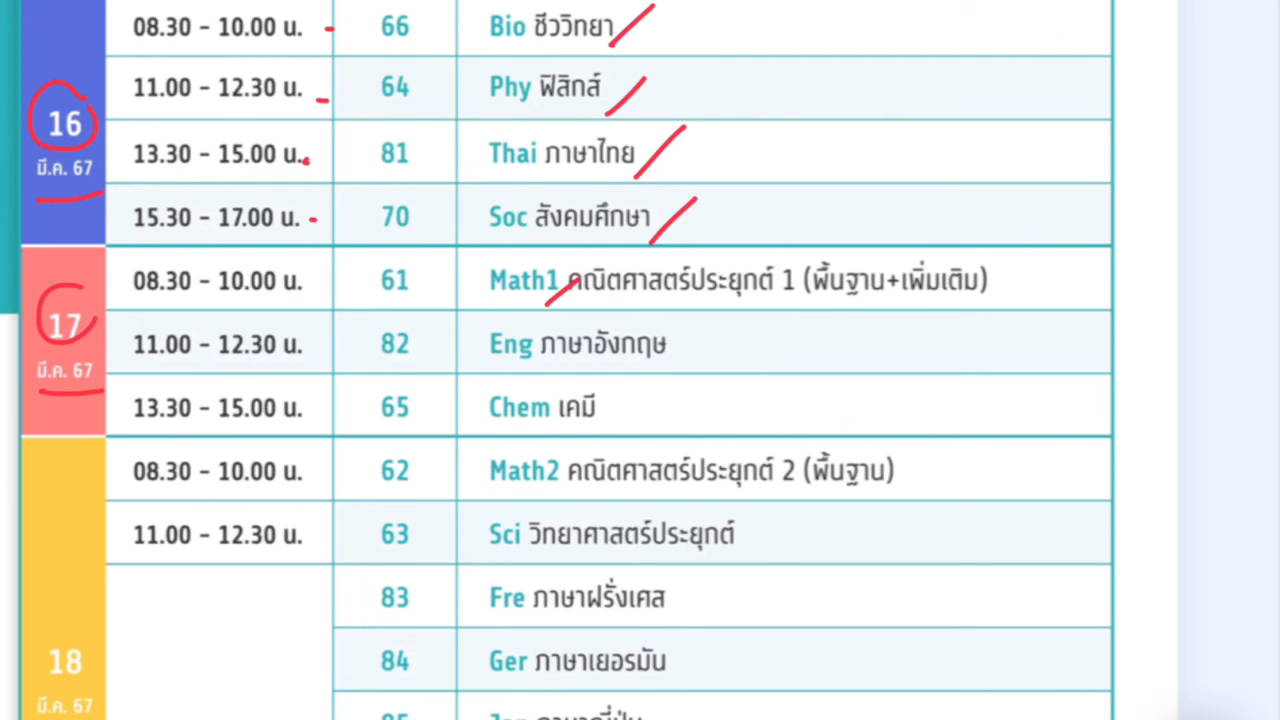 08.30 - 10.00 น. 66 Bio ชีววิทยา
11.00 - 12.30 น. 64 Phy ฟิสิกส์
16
มี.ค. 67
13.30 - 15.00 น. 81 Thai ภาษาไทย
15.30 - 17.00 น. 70 Soc สังคมศึกษา
08.30 - 10.00 น. 61 Math1 คณิตศาสตร์ประยุกต์ 1 (พื้นฐาน+เพิ่มเติม)
17
มี.ค. 67
11.00 - 12.30 น. 82 Eng ภาษาอังกฤษ
13.30 - 15.00 น. 65 Chem เคมี
08.30 - 10.00 น. 62 Math2 คณิตศาสตร์ประยุกต์ 2 (พื้นฐาน)
11.00 - 12.30 น. 63 Sci วิทยาศาสตร์ประยุกต์
83 Fre ภาษาฝรั่งเศส
18
มี.ค. 67
84 Ger ภาษาเยอรมัน